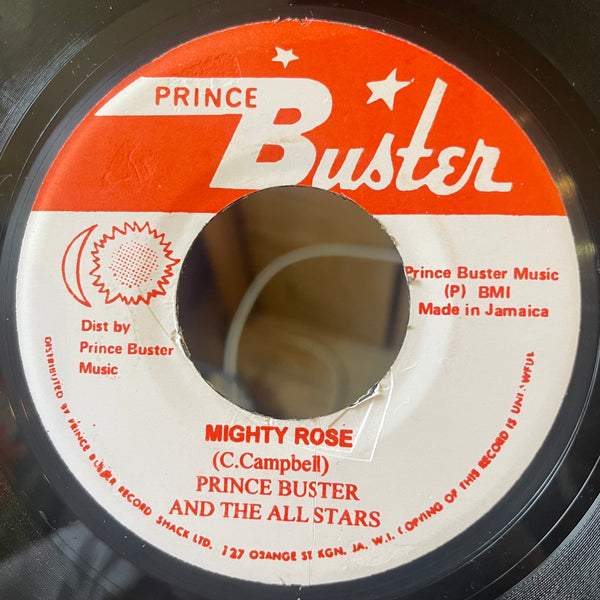 PRINCE
Buster
Prince Buster Music
(P) BMI
Made in Jamaica
Dist by
Prince Buster
Music
MIGHTY ROSE
(C.Campbell)
PRINCE BUSTER
AND THE ALL STARS
DISTRIBUTED BY PRINCE BUSTER RECORD SHACK LTD. 127 ORANGE ST KGN. JA. W.I. (OPYING OF THIS RECORD IS UNLAWFUL